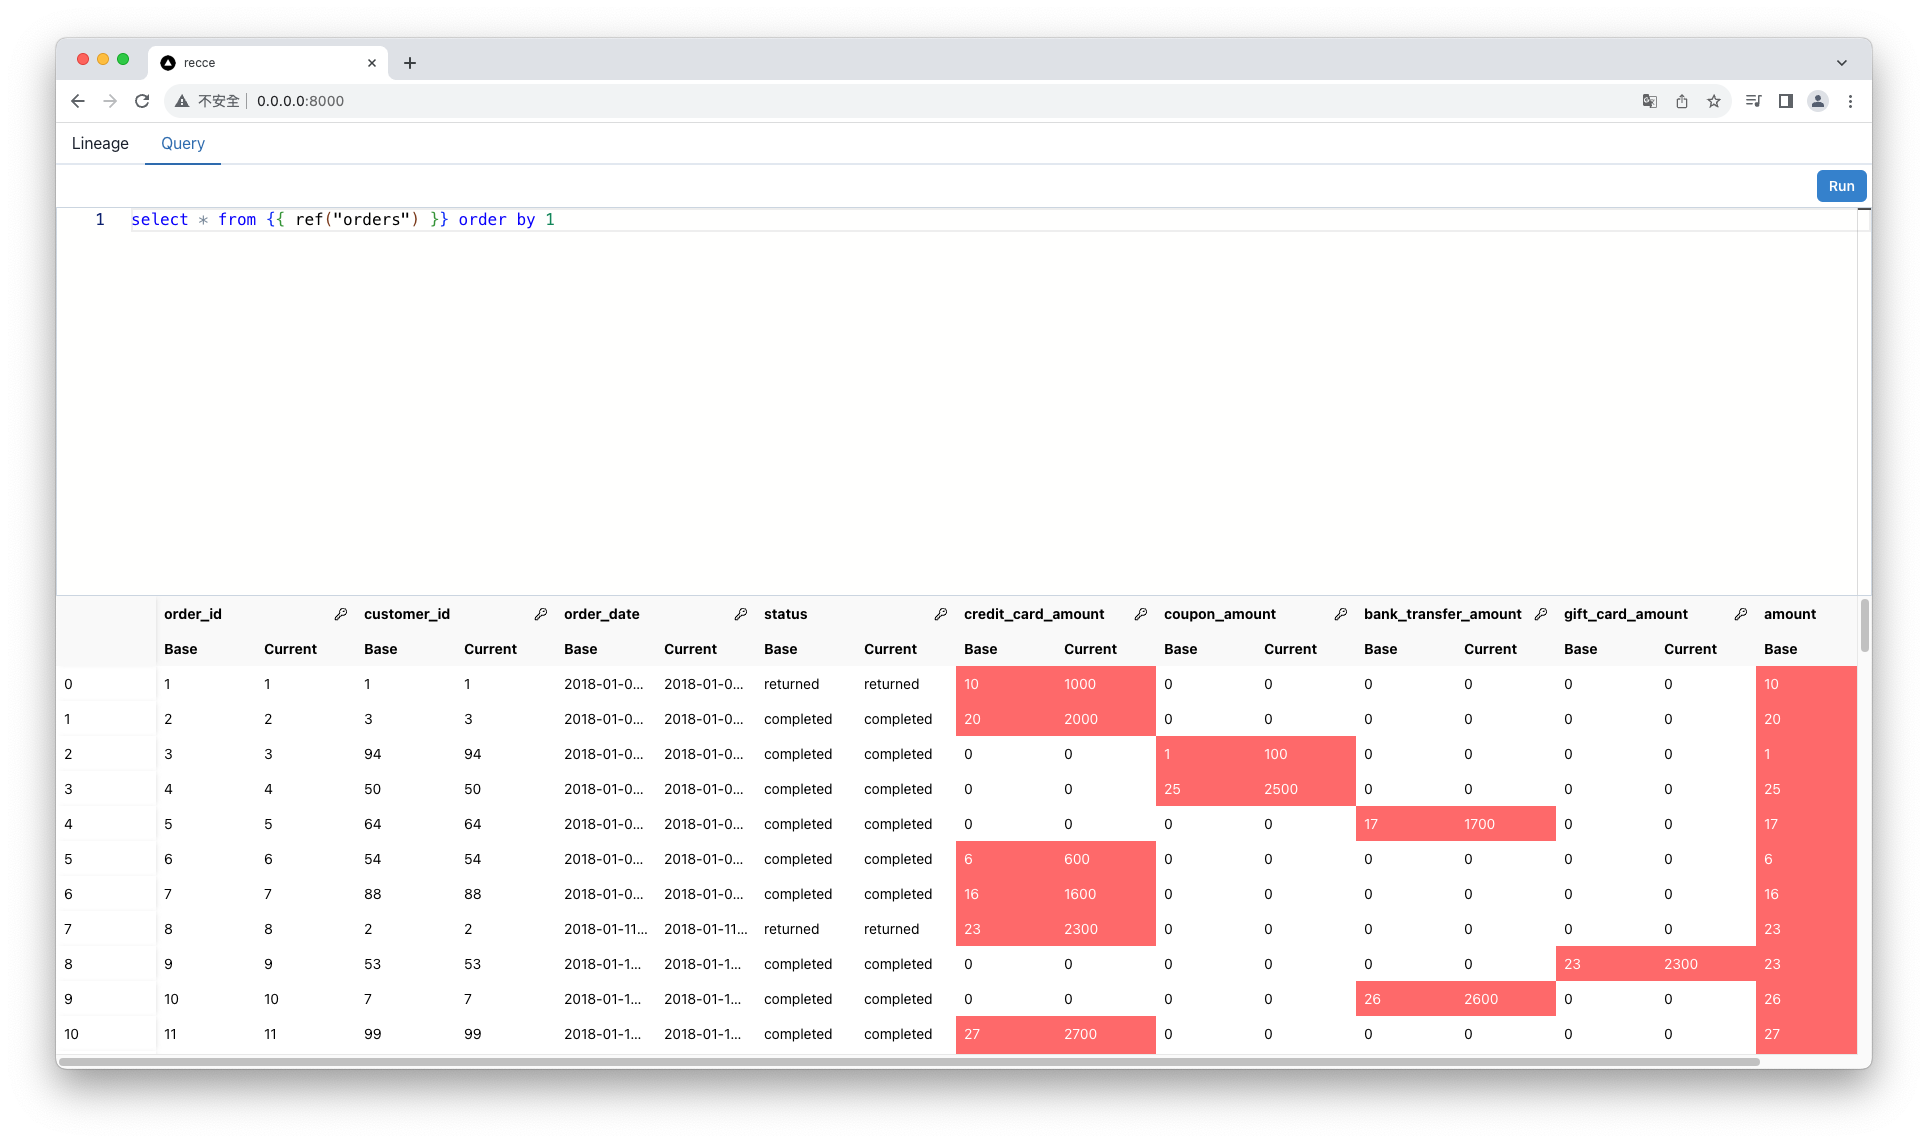 recce
不安全 0.0.0.0:8000
Lineage Query
Run
1 select * from {{ ref("orders") }} order by 1
order_id customer_id order_date status credit_card_amount coupon_amount bank_transfer_amount gift_card_amount amount
Base Current Base Current Base Current Base Current Base Current Base Current Base Current Base Current Base
0 1 1 1 1 2018-01-0... 2018-01-0... returned returned 10 1000 0 0 0 0 0 0 10
1 2 2 3 3 2018-01-0... 2018-01-0... completed completed 20 2000 0 0 0 0 0 0 20
2 3 3 94 94 2018-01-0... 2018-01-0... completed completed 0 0 1 100 0 0 0 0 1
3 4 4 50 50 2018-01-0... 2018-01-0... completed completed 0 0 25 2500 0 0 0 0 25
4 5 5 64 64 2018-01-0... 2018-01-0... completed completed 0 0 0 0 17 1700 0 0 17
5 6 6 54 54 2018-01-0... 2018-01-0... completed completed 6 600 0 0 0 0 0 0 6
6 7 7 88 88 2018-01-0... 2018-01-0... completed completed 16 1600 0 0 0 0 0 0 16
7 8 8 2 2 2018-01-11... 2018-01-11... returned returned 23 2300 0 0 0 0 0 0 23
8 9 9 53 53 2018-01-1... 2018-01-1... completed completed 0 0 0 0 0 0 23 2300 23
9 10 10 7 7 2018-01-1... 2018-01-1... completed completed 0 0 0 0 26 2600 0 0 26
10 11 11 99 99 2018-01-1... 2018-01-1... completed completed 27 2700 0 0 0 0 0 0 27